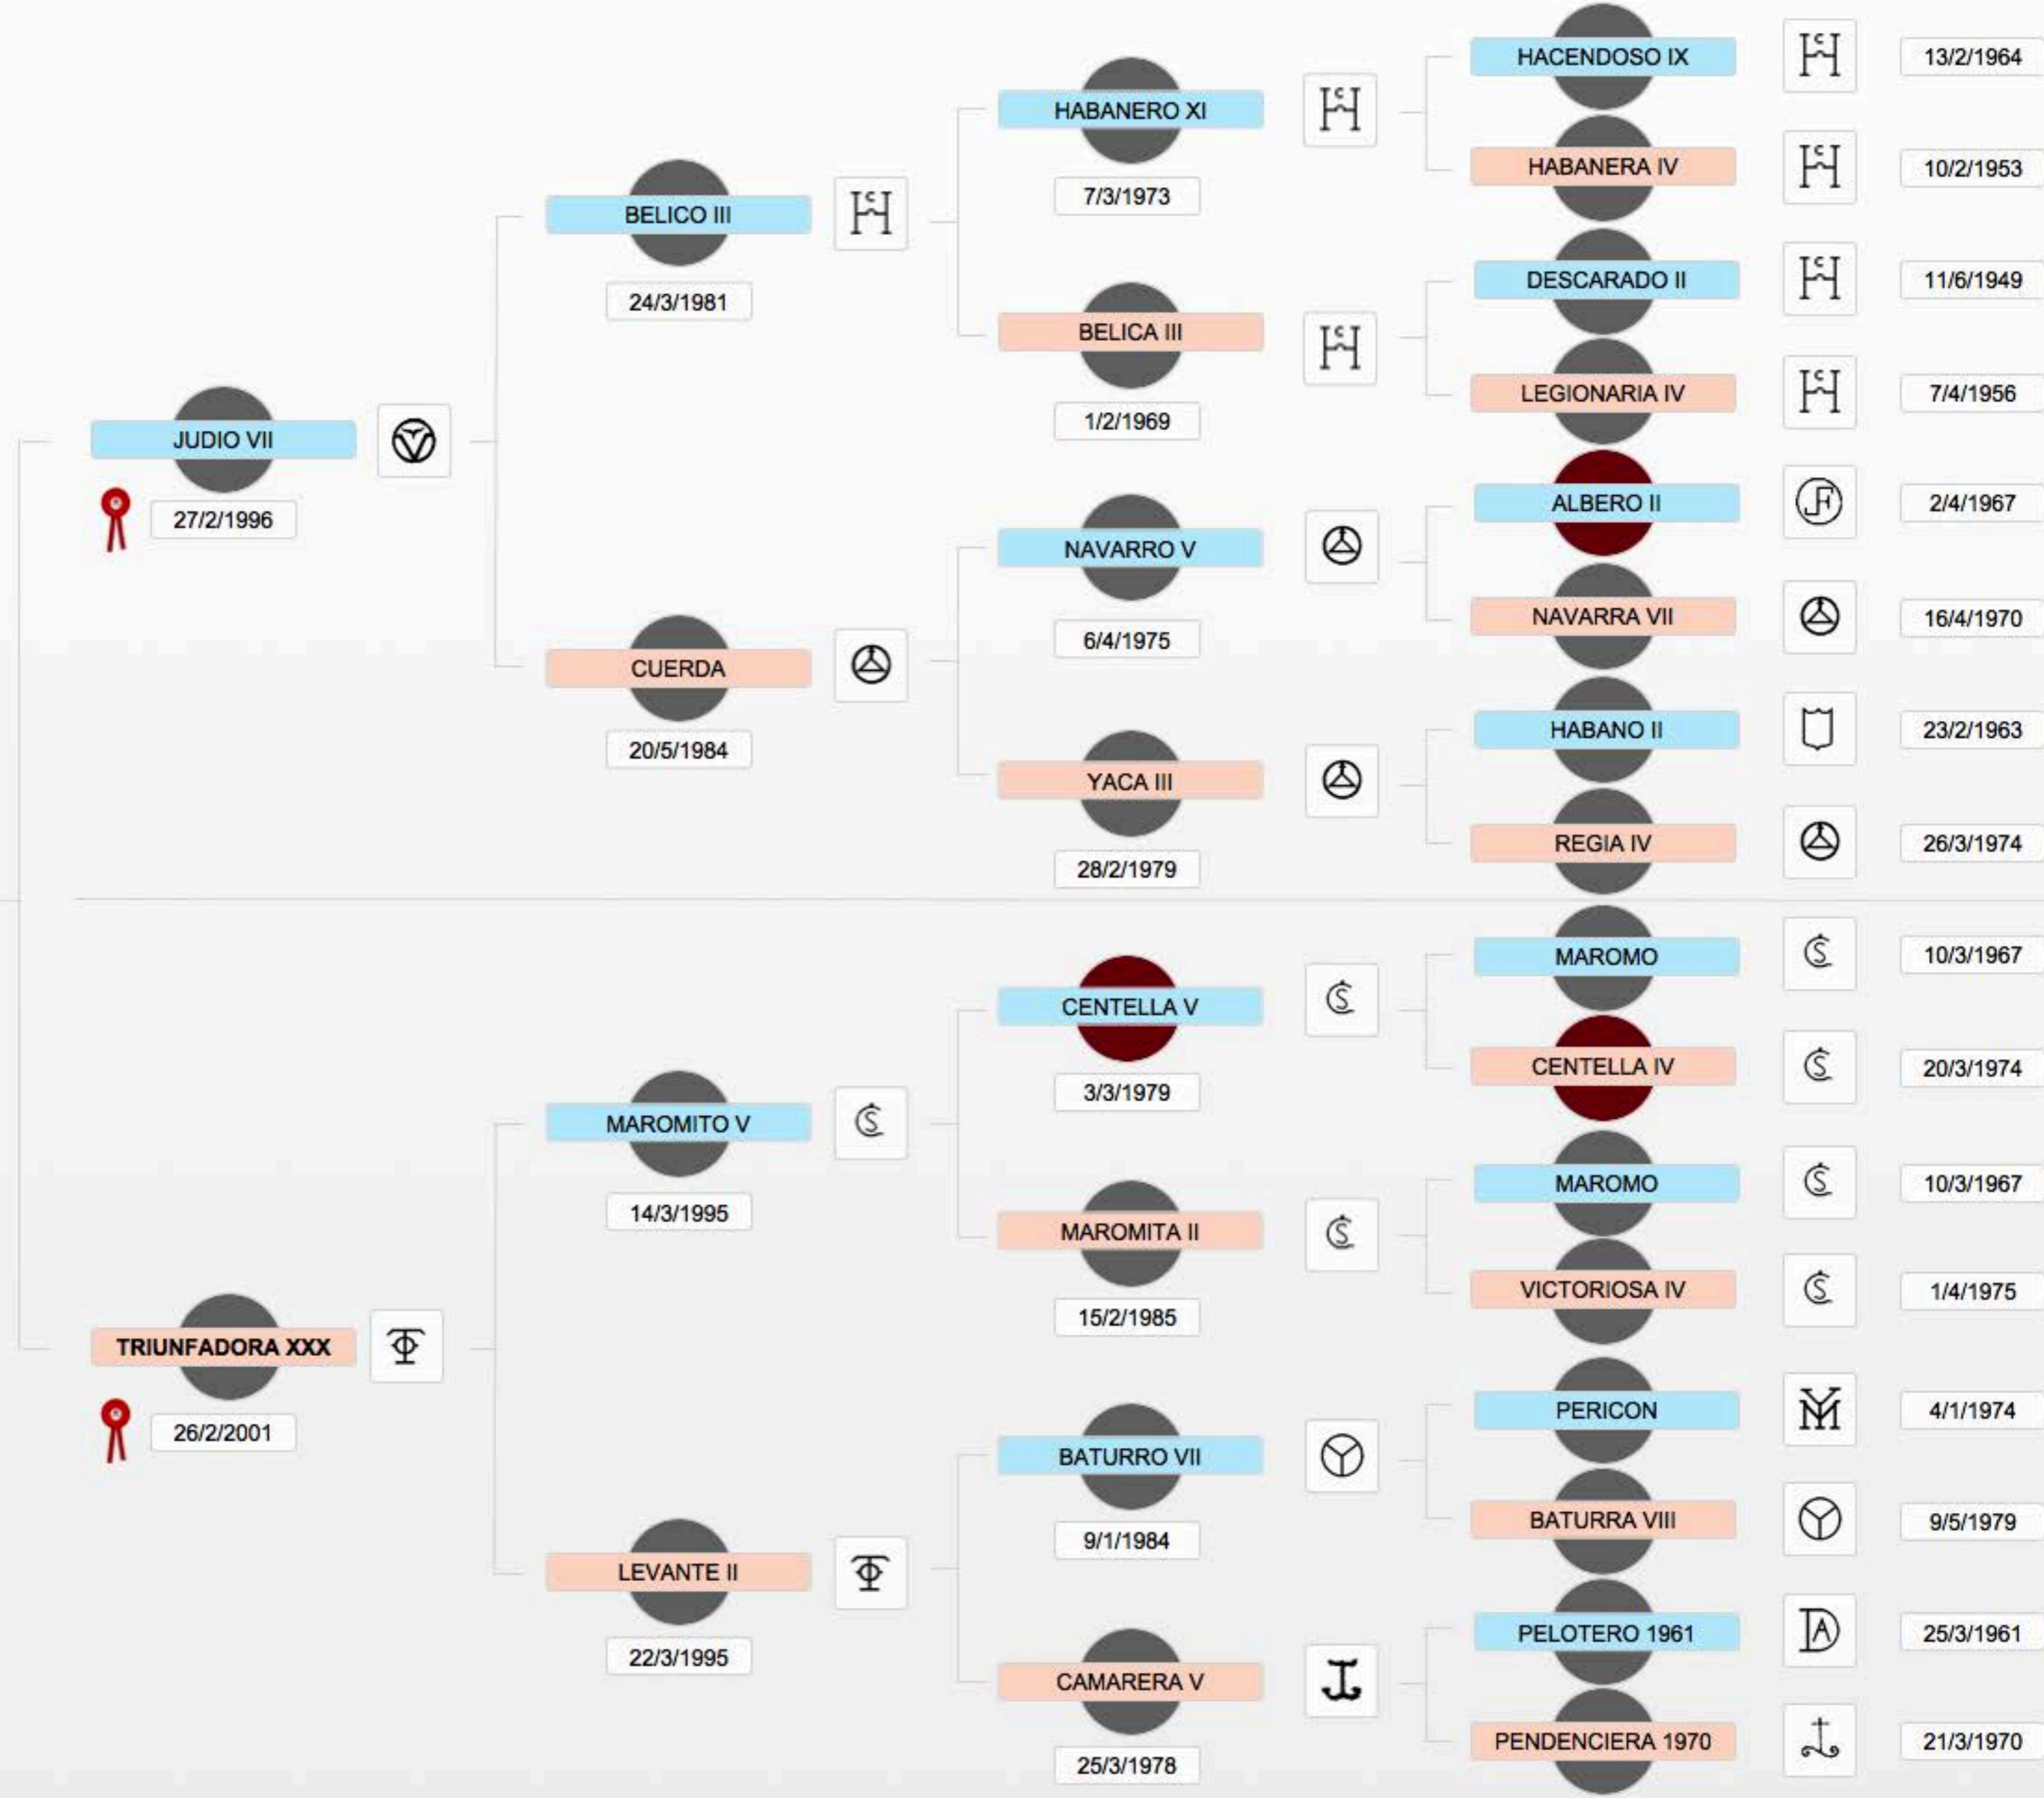 HACENDOSO IX
13/2/1964
HABANERO XI
7/3/1973
HABANERA IV
10/2/1953
BELICO III
24/3/1981
DESCARADO II
11/6/1949
BELICA III
1/2/1969
LEGIONARIA IV
7/4/1956
JUDIO VII
27/2/1996
ALBERO II
2/4/1967
NAVARRO V
6/4/1975
NAVARRA VII
16/4/1970
CUERDA
20/5/1984
HABANO II
23/2/1963
YACA III
28/2/1979
REGIA IV
26/3/1974
MAROMO
10/3/1967
CENTELLA V
3/3/1979
CENTELLA IV
20/3/1974
MAROMITO V
14/3/1995
MAROMO
10/3/1967
MAROMITA II
15/2/1985
VICTORIOSA IV
1/4/1975
TRIUNFADORA XXX
26/2/2001
PERICON
4/1/1974
BATURRO VII
9/1/1984
BATURRA VIII
9/5/1979
LEVANTE II
22/3/1995
PELOTERO 1961
25/3/1961
CAMARERA V
25/3/1978
PENDENCIERA 1970
21/3/1970